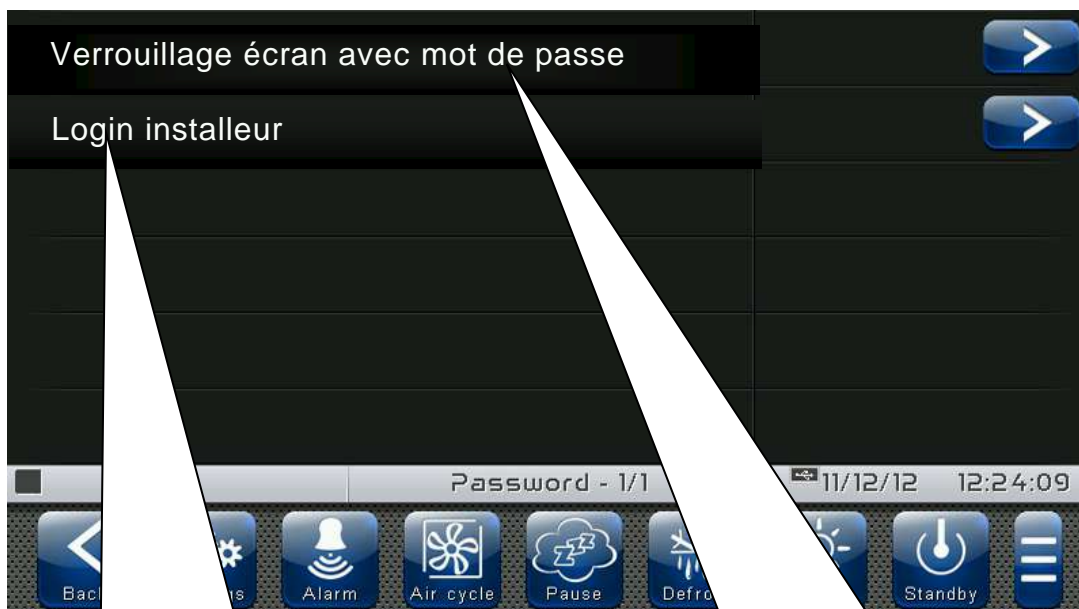 Verrouillage écran avec mot de passe
Login installeur
Password - 1/1 11/12/12 12:24:09
Alarm Air cycle Pause Standby